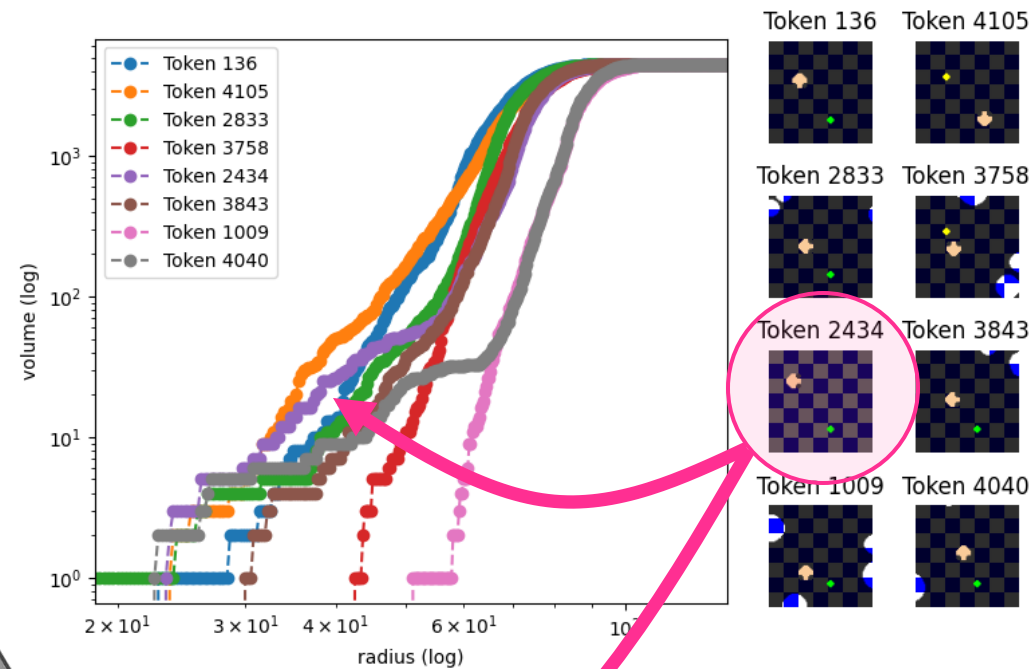 Token 136 Token 4105
Token 136
Token 4105
Token 2833
Token 3758
Token 2434
Token 3843
Token 1009
Token 4040
Token 2833 Token 3758
Token 2434 Token 3843
Token 1009 Token 4040
volume (log)
10³
10²
10¹
10⁰
2 × 10¹ 3 × 10¹ 4 × 10¹ 6 × 10¹
radius (log)